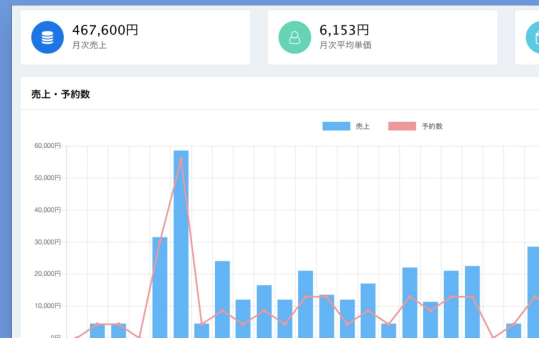 467,600円
月次売上
6,153円
月次平均単価
売上・予約数
売上 予約数
60,000円
50,000円
40,000円
30,000円
20,000円
10,000円
0円